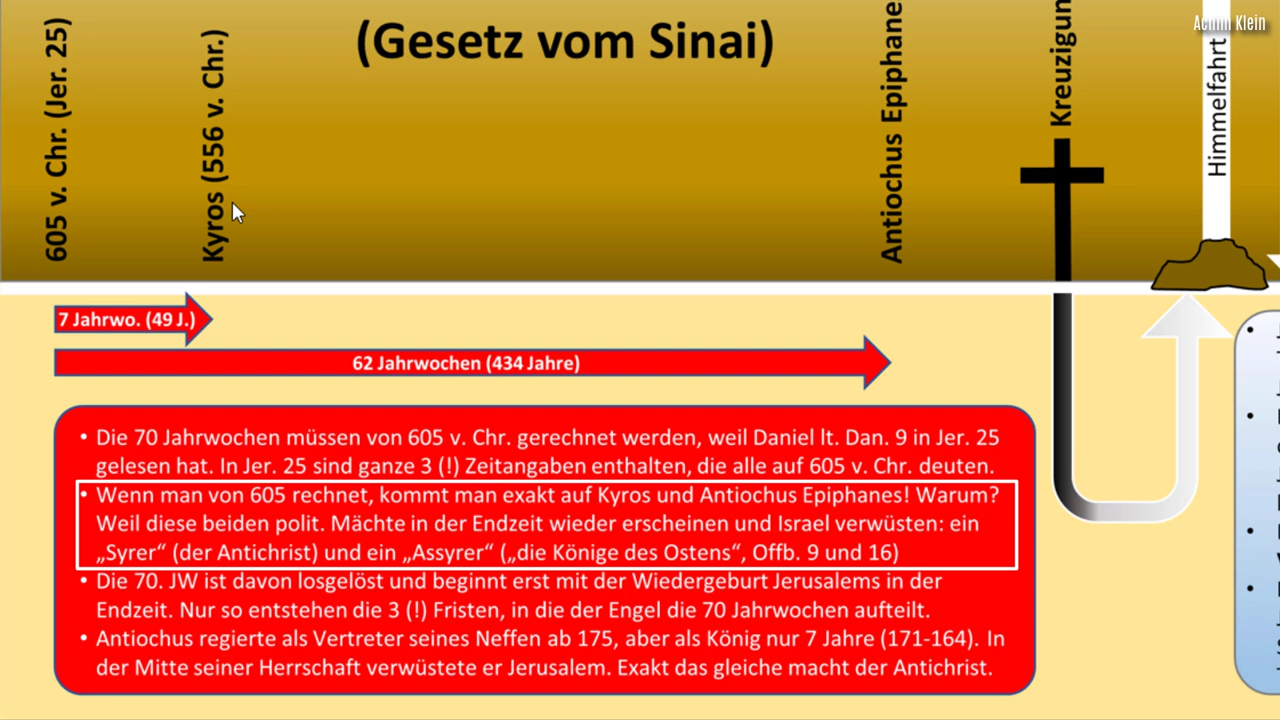 Achim Klein
(Gesetz vom Sinai)
605 v. Chr. (Jer. 25)
Kyros (556 v. Chr.)
Antiochus Epiphane
Kreuzigun
Himmelfahrt
7 Jahrwo. (49 J.)
62 Jahrwochen (434 Jahre)
• Die 70 Jahrwochen müssen von 605 v. Chr. gerechnet werden, weil Daniel lt. Dan. 9 in Jer. 25
gelesen hat. In Jer. 25 sind ganze 3 (!) Zeitangaben enthalten, die alle auf 605 v. Chr. deuten.
• Wenn man von 605 rechnet, kommt man exakt auf Kyros und Antiochus Epiphanes! Warum?
Weil diese beiden polit. Mächte in der Endzeit wieder erscheinen und Israel verwüsten: ein
„Syrer“ (der Antichrist) und ein „Assyrer“ („die Könige des Ostens“, Offb. 9 und 16)
• Die 70. JW ist davon losgelöst und beginnt erst mit der Wiedergeburt Jerusalems in der
Endzeit. Nur so entstehen die 3 (!) Fristen, in die der Engel die 70 Jahrwochen aufteilt.
• Antiochus regierte als Vertreter seines Neffen ab 175, aber als König nur 7 Jahre (171-164). In
der Mitte seiner Herrschaft verwüstete er Jerusalem. Exakt das gleiche macht der Antichrist.